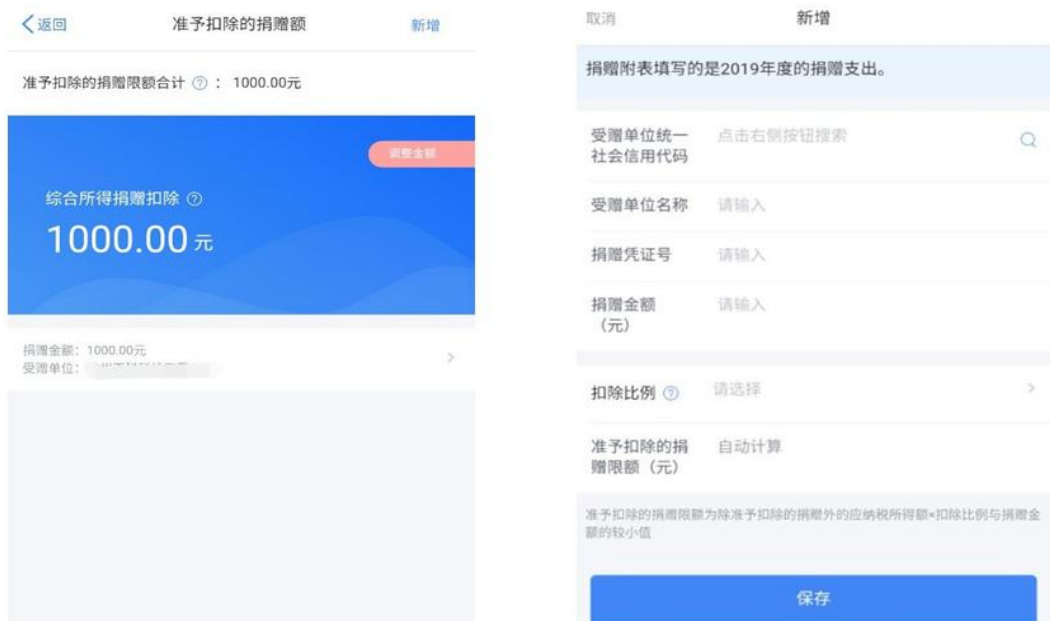 返回
准予扣除的捐赠额
新增
准予扣除的捐赠限额合计 ? ： 1000.00元
调整金额
综合所得捐赠扣除 ?
1000.00 元
捐赠金额：1000.00元
受赠单位：
取消
新增
捐赠附表填写的是2019年度的捐赠支出。
受赠单位统一
社会信用代码
点击右侧按钮搜索
受赠单位名称
请输入
捐赠凭证号
请输入
捐赠金额
（元）
请输入
扣除比例 ?
请选择
准予扣除的捐
赠限额（元）
自动计算
准予扣除的捐赠限额为除准予扣除的捐赠外的应纳税所得额*扣除比例与捐赠金
额的较小值
保存